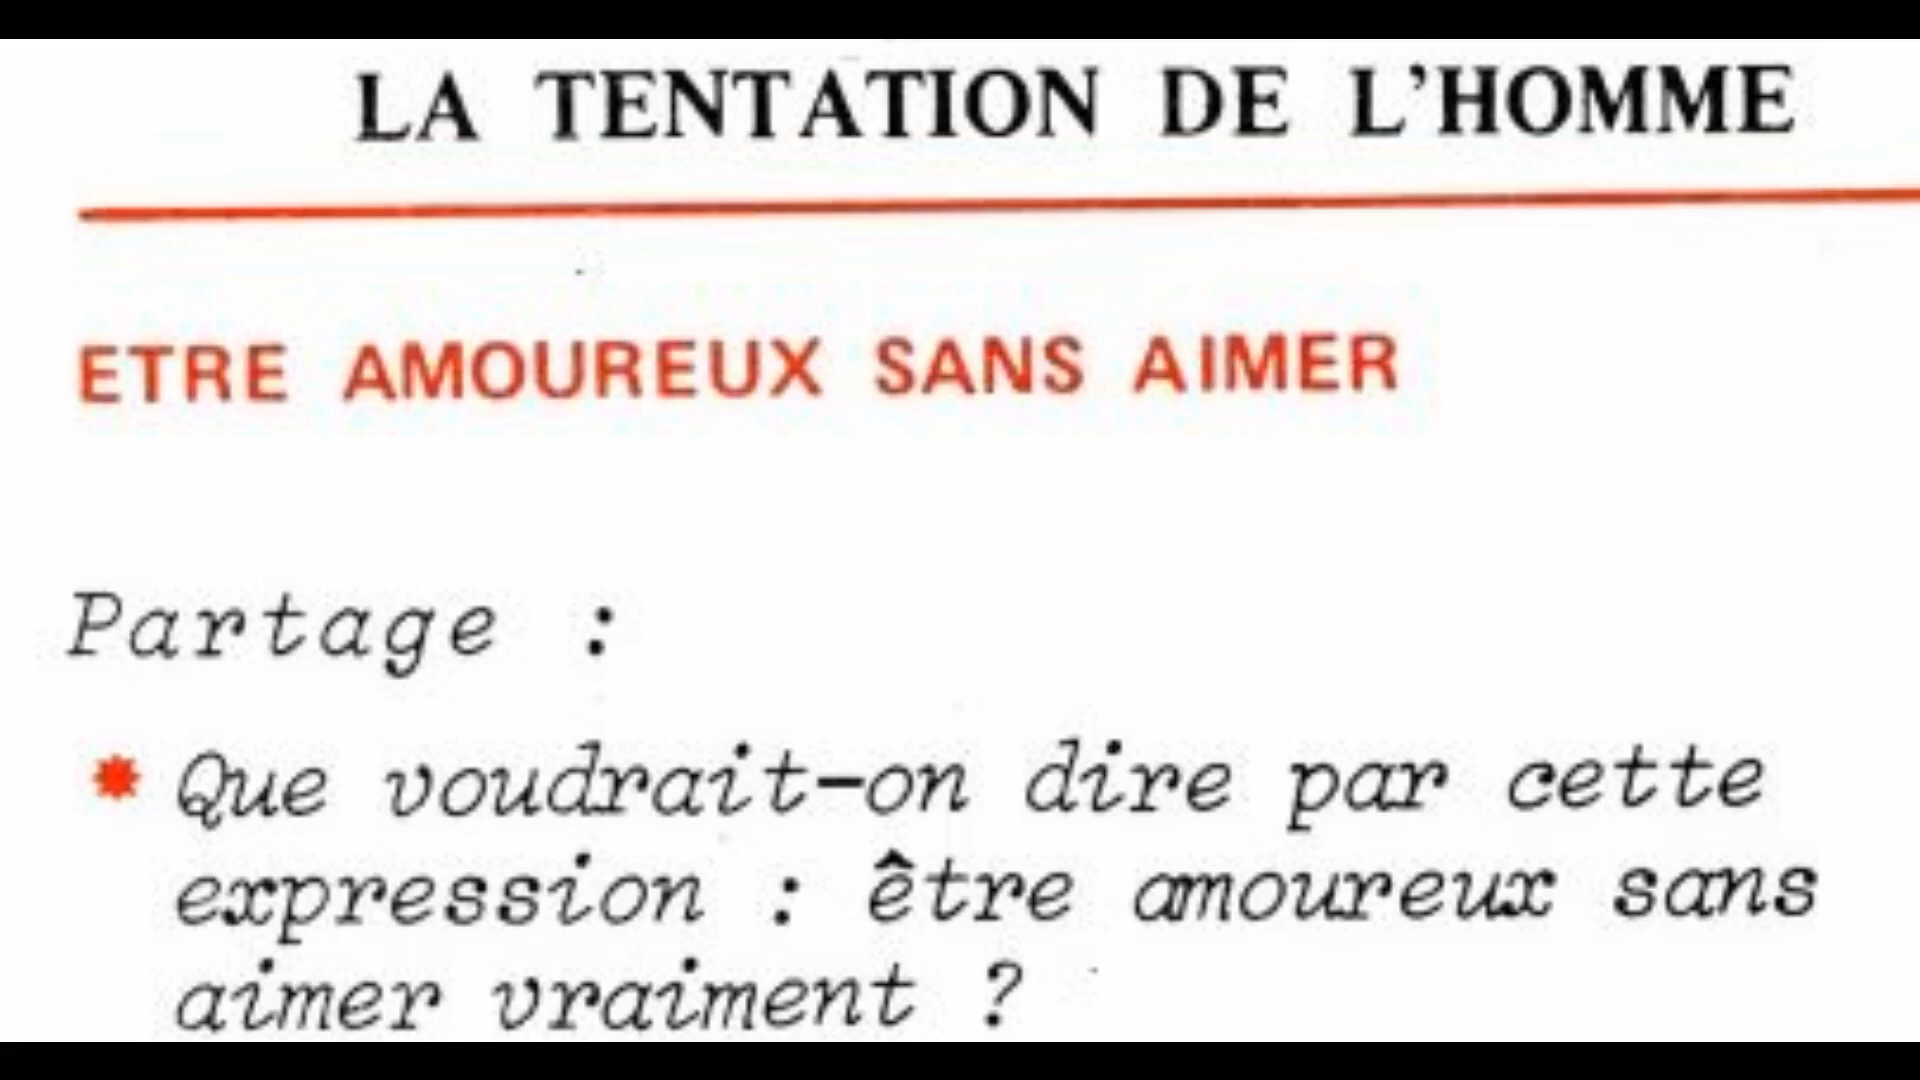 LA TENTATION DE L'HOMME
ETRE AMOUREUX SANS AIMER
Partage :
Que voudrait-on dire par cette
expression : être amoureux sans
aimer vraiment ?